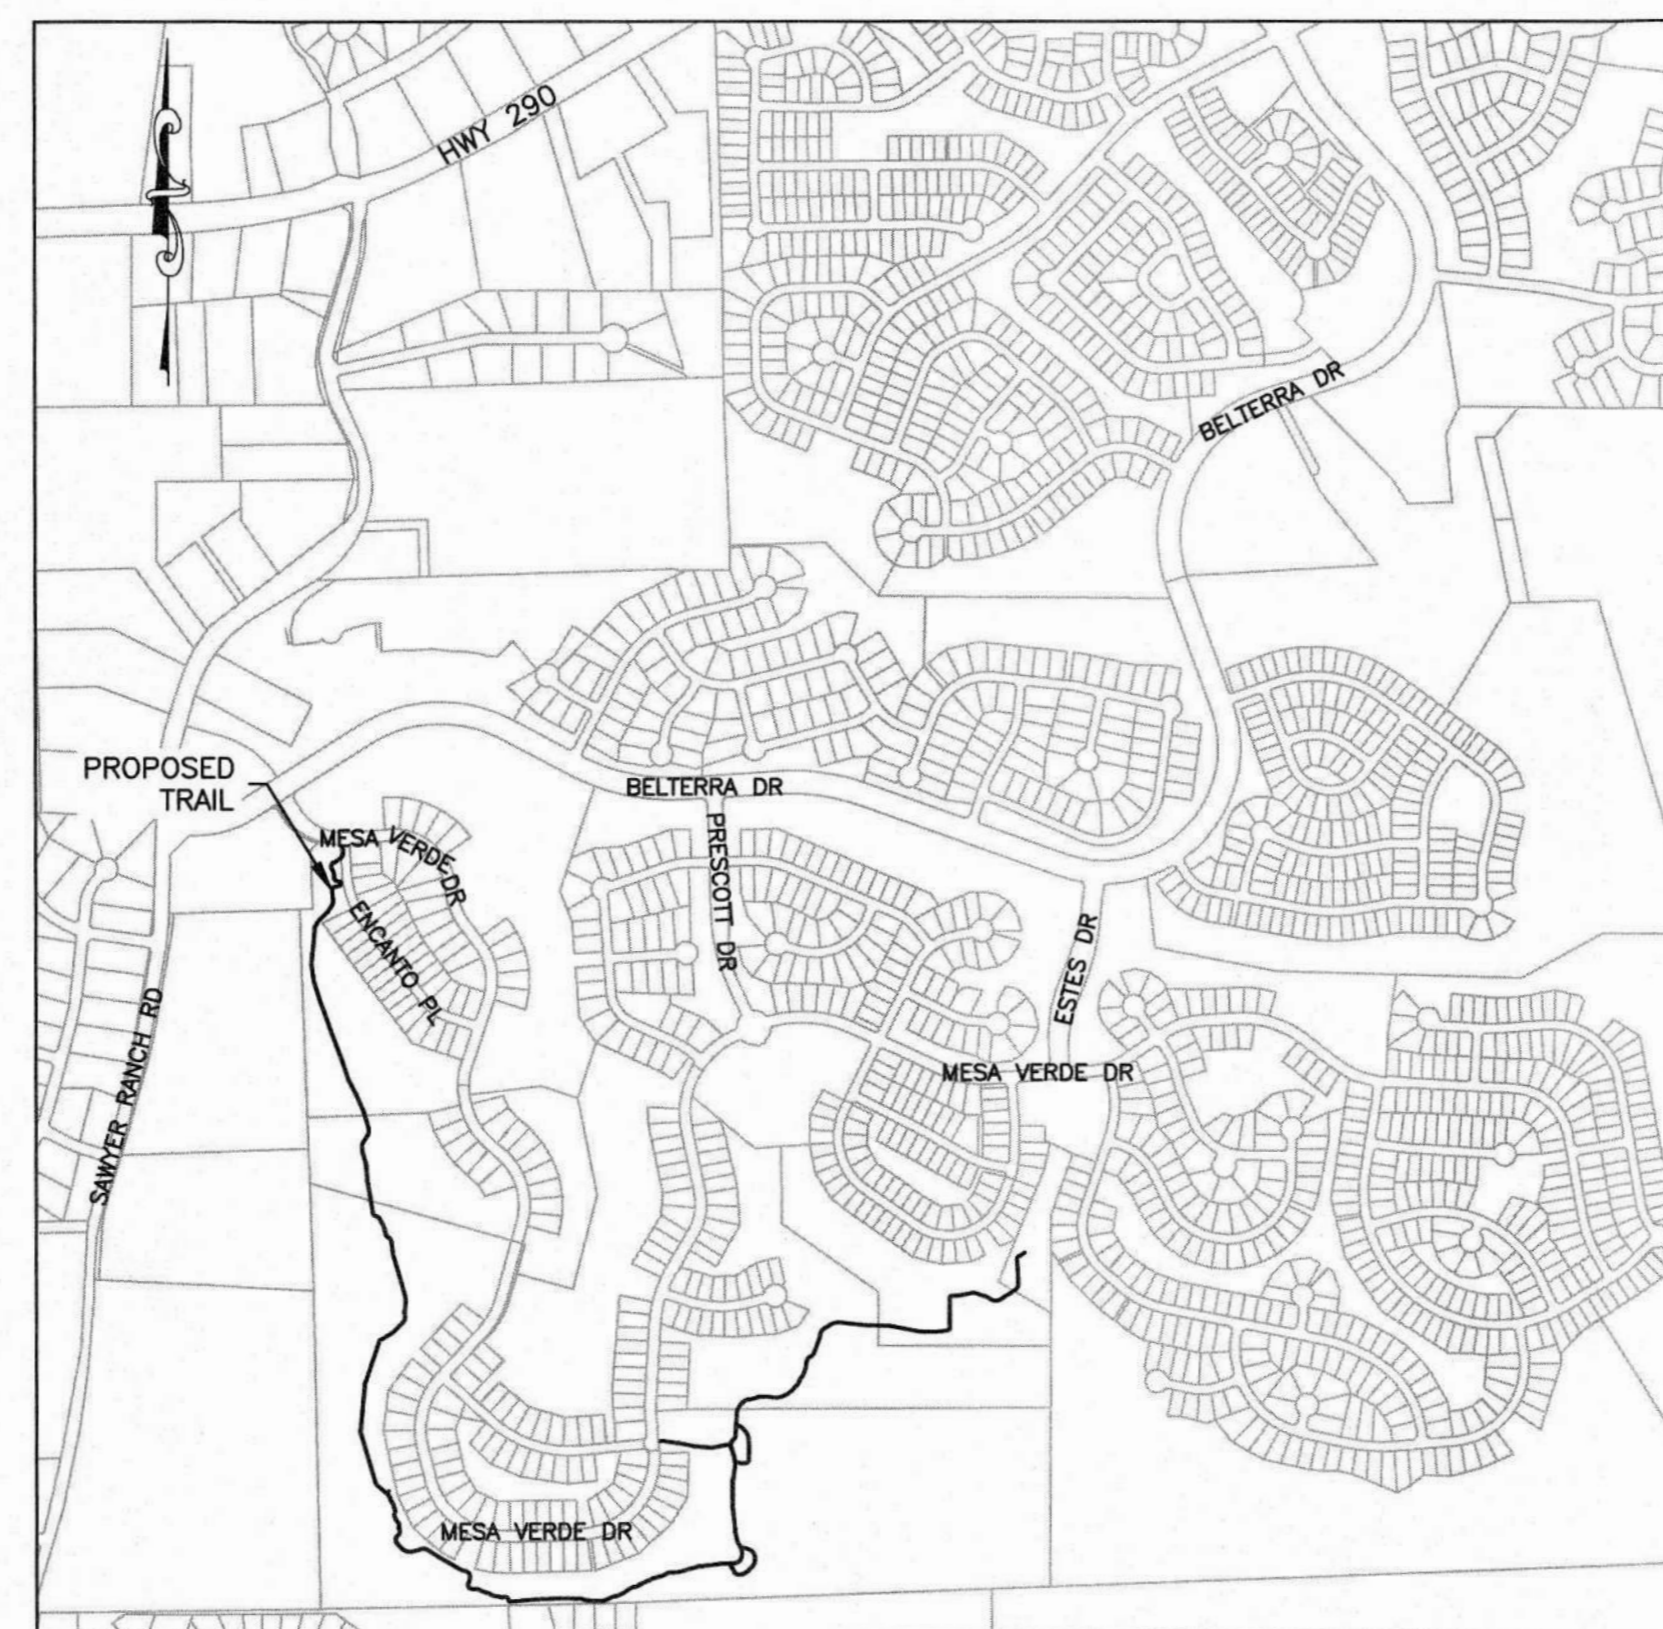 HWY 290
BELTERRA DR
PROPOSED
TRAIL
BELTERRA DR
MESA VERDE DR
PRESCOTT DR
ENCANTO PL
ESTES DR
SAWYER RANCH RD
MESA VERDE DR
MESA VERDE DR